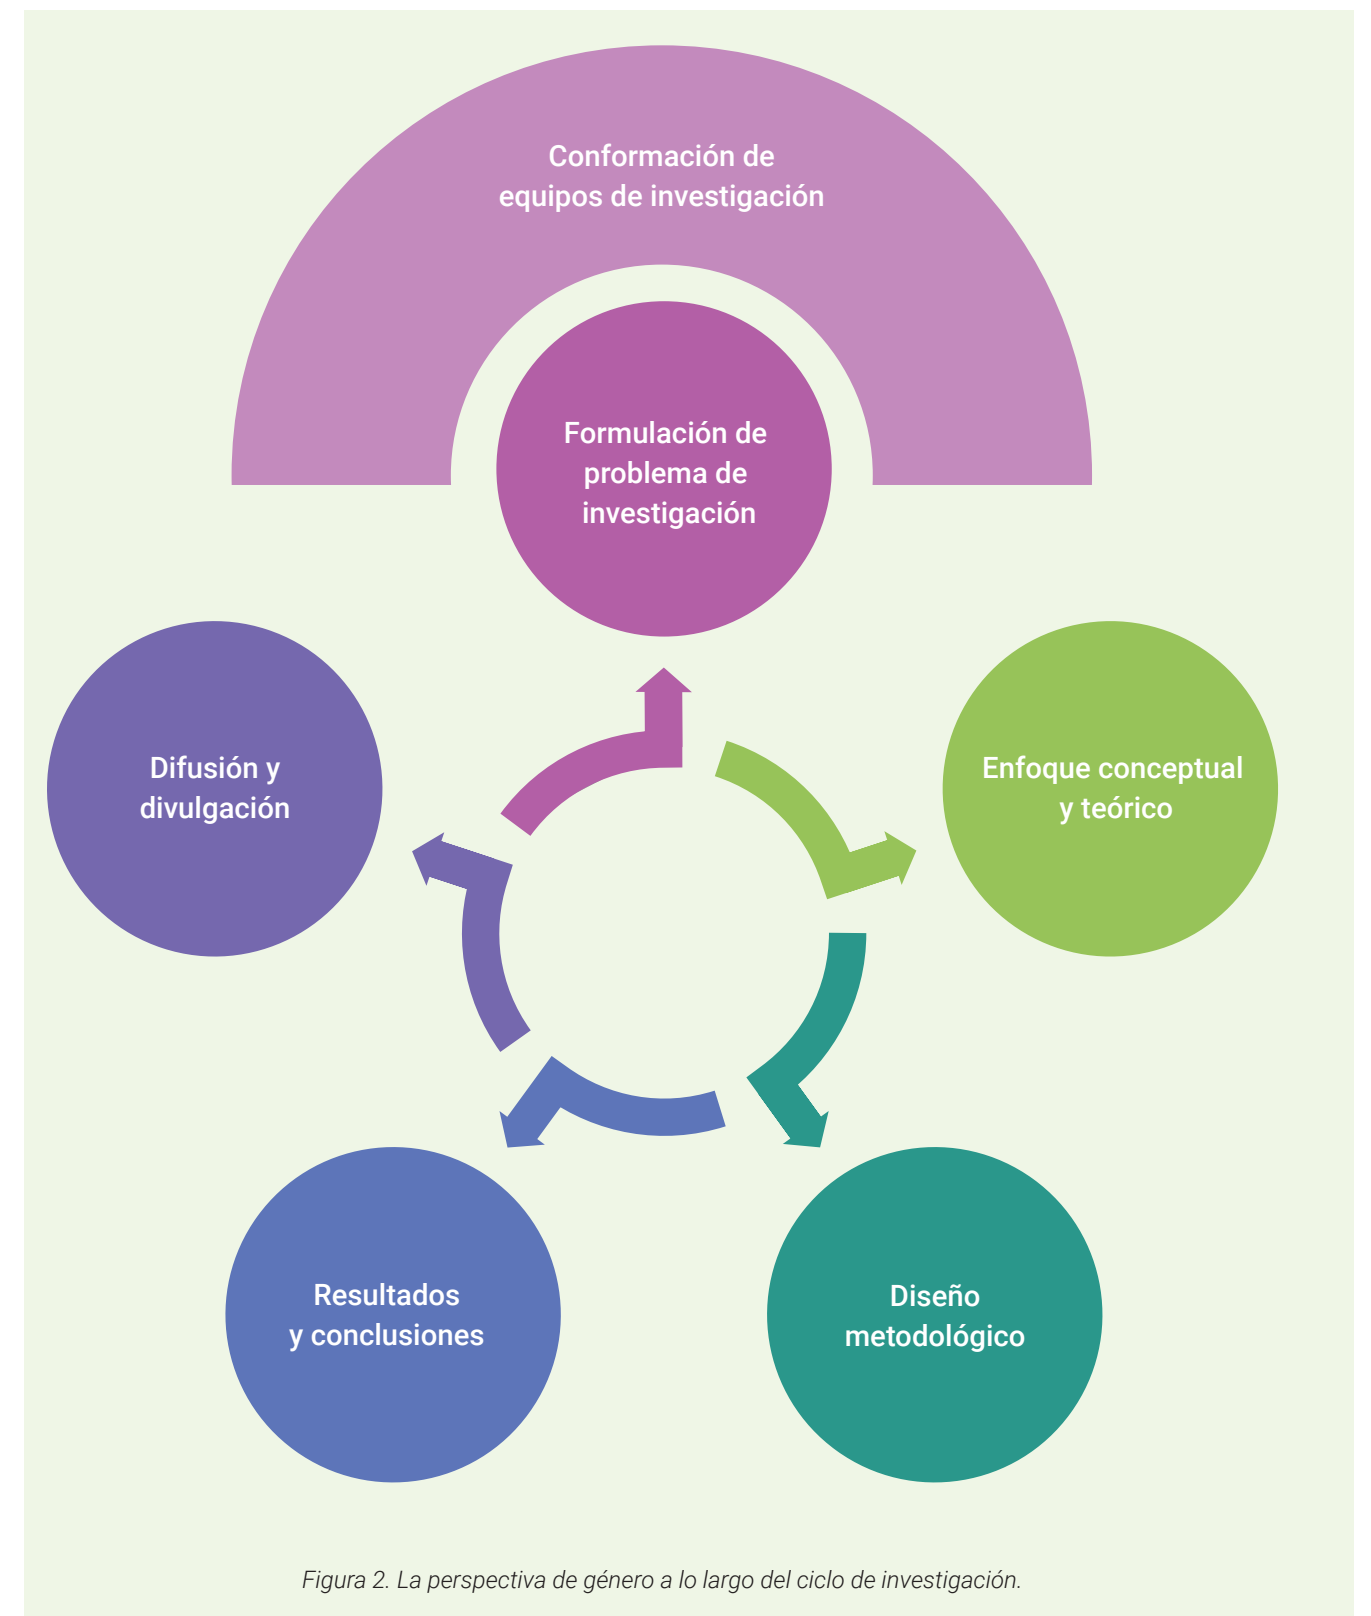 Conformación de
equipos de investigación
Formulación de
problema de
investigación
Difusión y
divulgación
Enfoque conceptual
y teórico
Resultados
y conclusiones
Diseño
metodológico
Figura 2. La perspectiva de género a lo largo del ciclo de investigación.